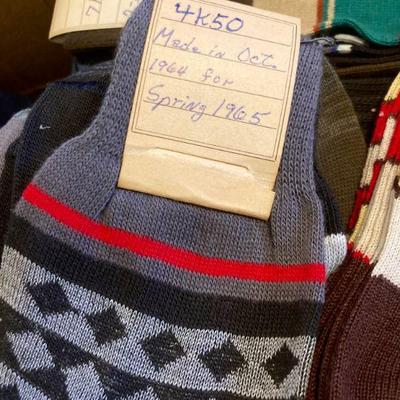 4K50
Made in Oct.
1964 for
Spring 1965